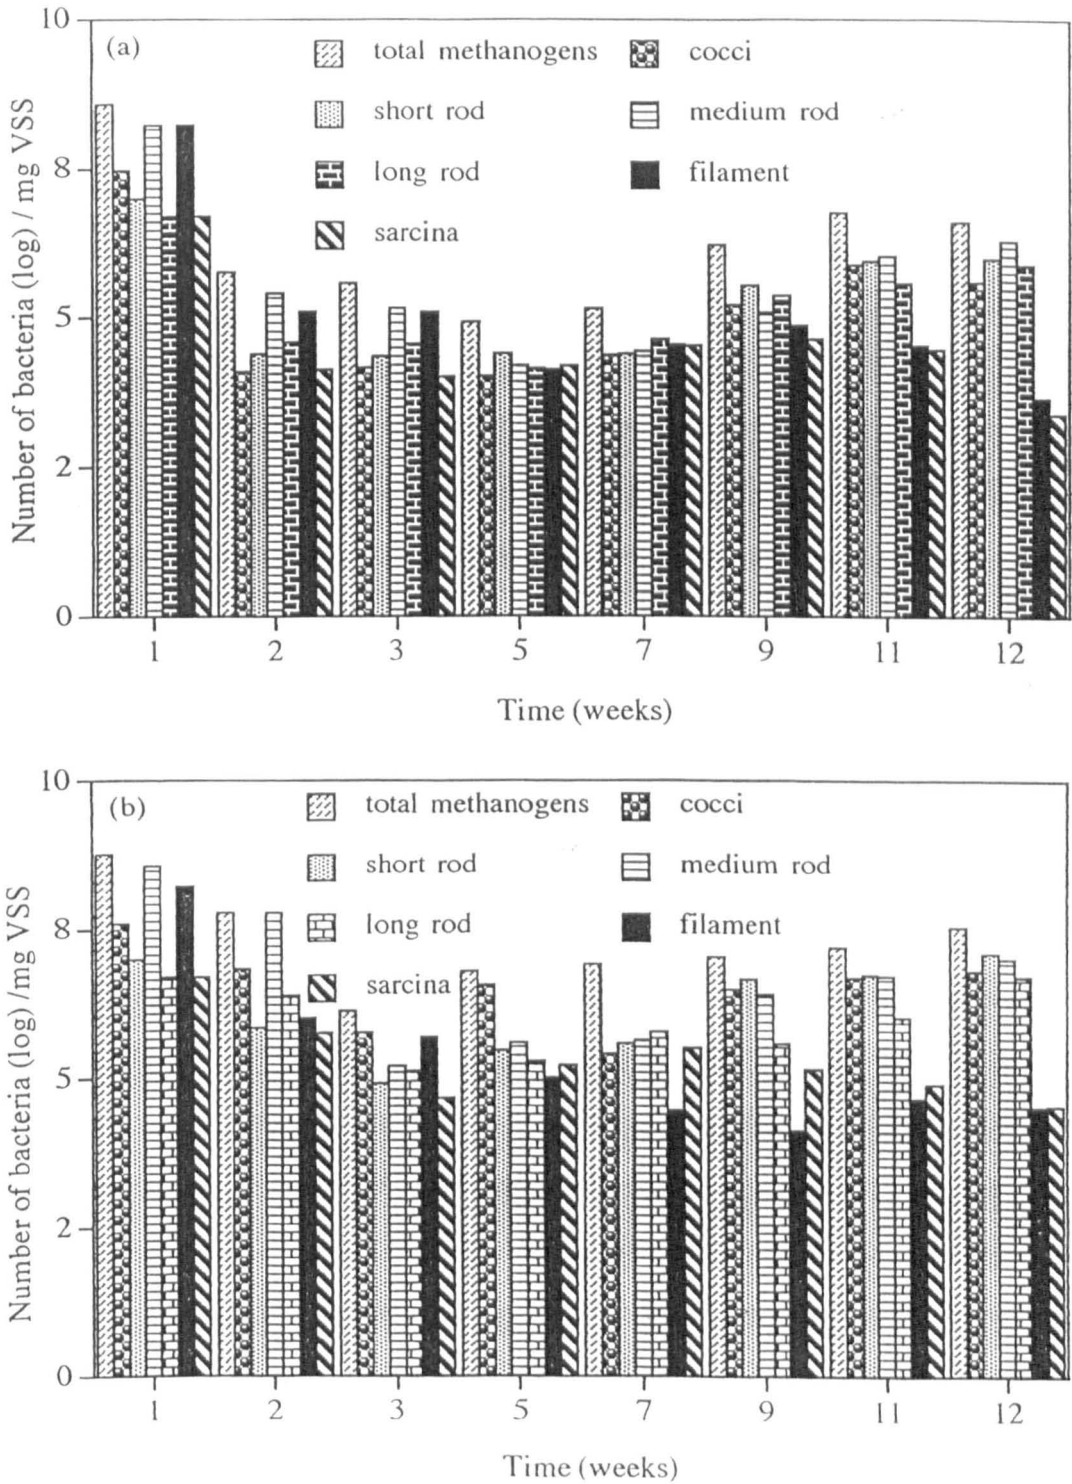 10
(a)
total methanogens
cocci
short rod
medium rod
long rod
filament
sarcina
8
5
2
0
Number of bacteria (log) / mg VSS
1 2 3 5 7 9 11 12
Time (weeks)
10
(b)
total methanogens
cocci
short rod
medium rod
long rod
filament
sarcina
8
5
2
0
Number of bacteria (log) /mg VSS
1 2 3 5 7 9 11 12
Time (weeks)